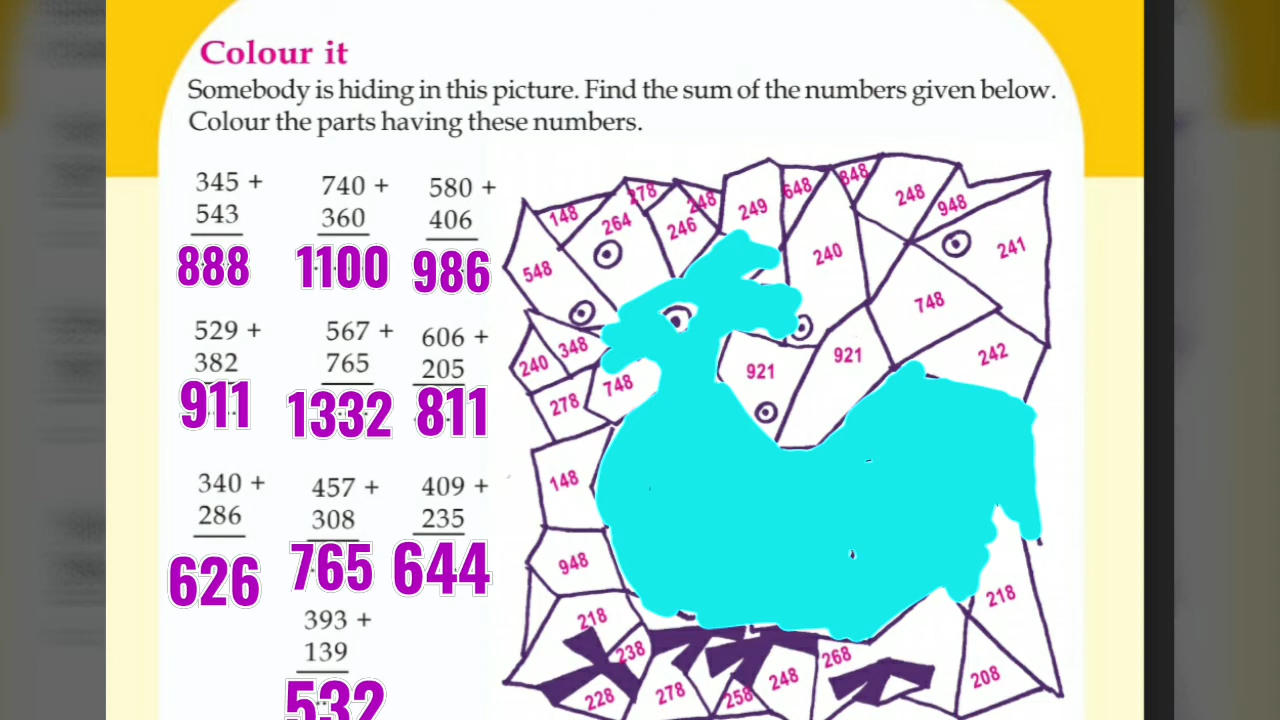 Colour it
Somebody is hiding in this picture. Find the sum of the numbers given below.
Colour the parts having these numbers.
345 + 740 + 580 +
543 360 406
888 1100 986
529 + 567 + 606 +
382 765 205
911 1332 811
340 + 457 + 409 +
286 308 235
626 765 644
393 +
139
532
148 264 278 246 248 249 648 848 248 948
548 240 241
748
240 348 921 921 242
278 748
148
948
218 218
238 268
228 278 258 248 208